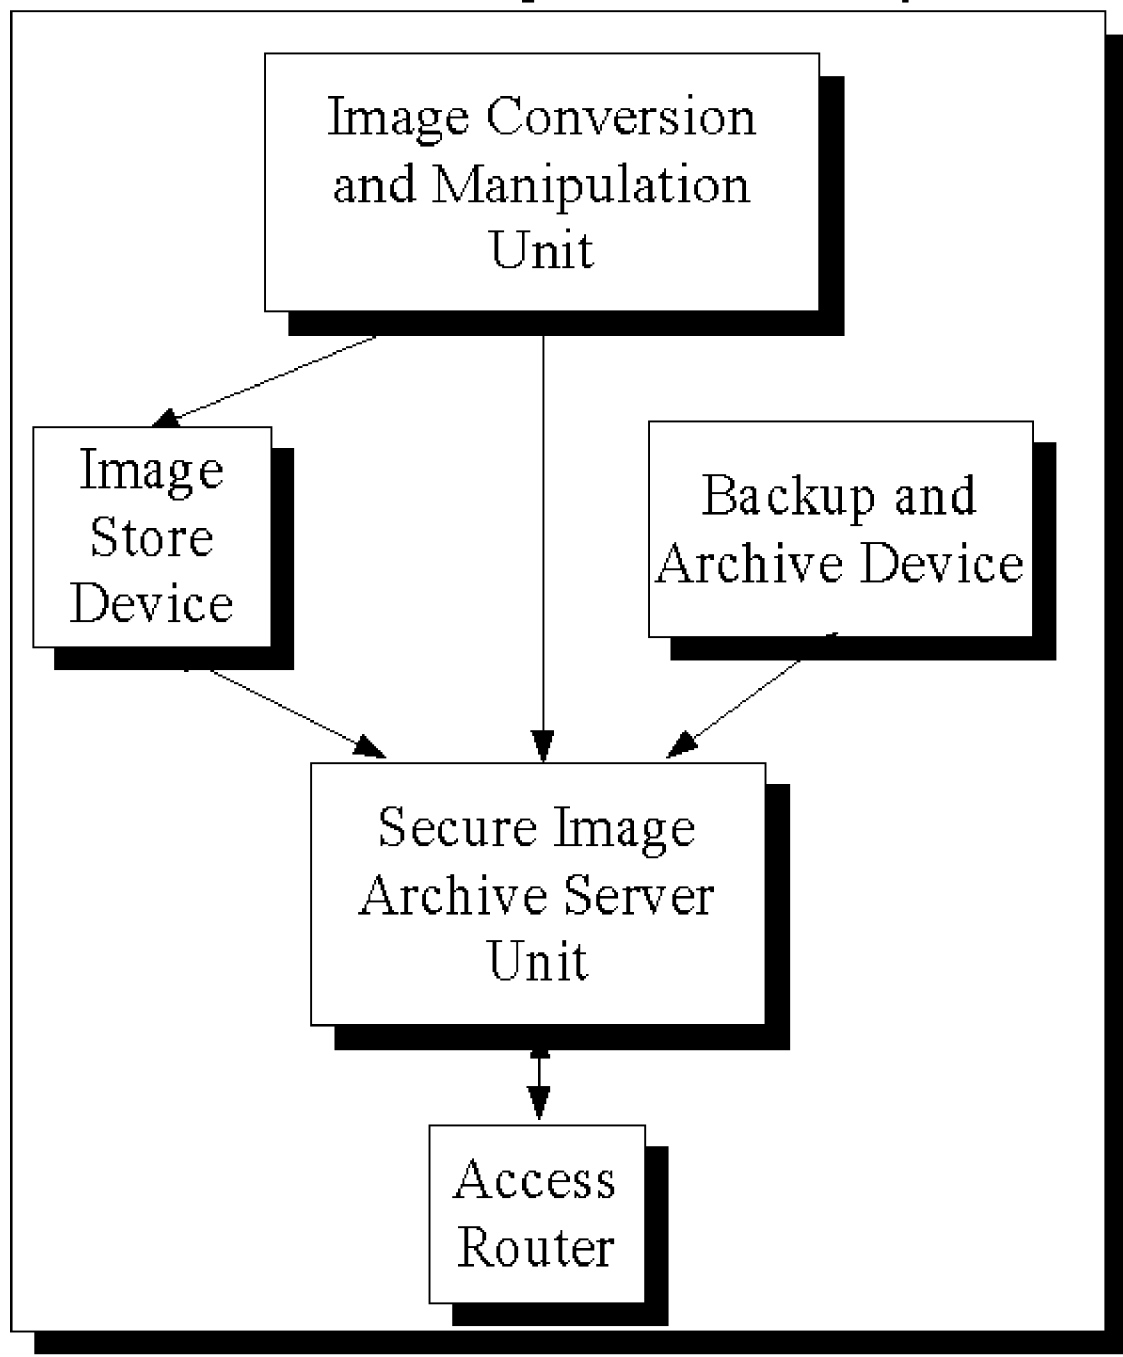 Image Conversion
and Manipulation
Unit
Image
Store
Device
Backup and
Archive Device
Secure Image
Archive Server
Unit
Access
Router